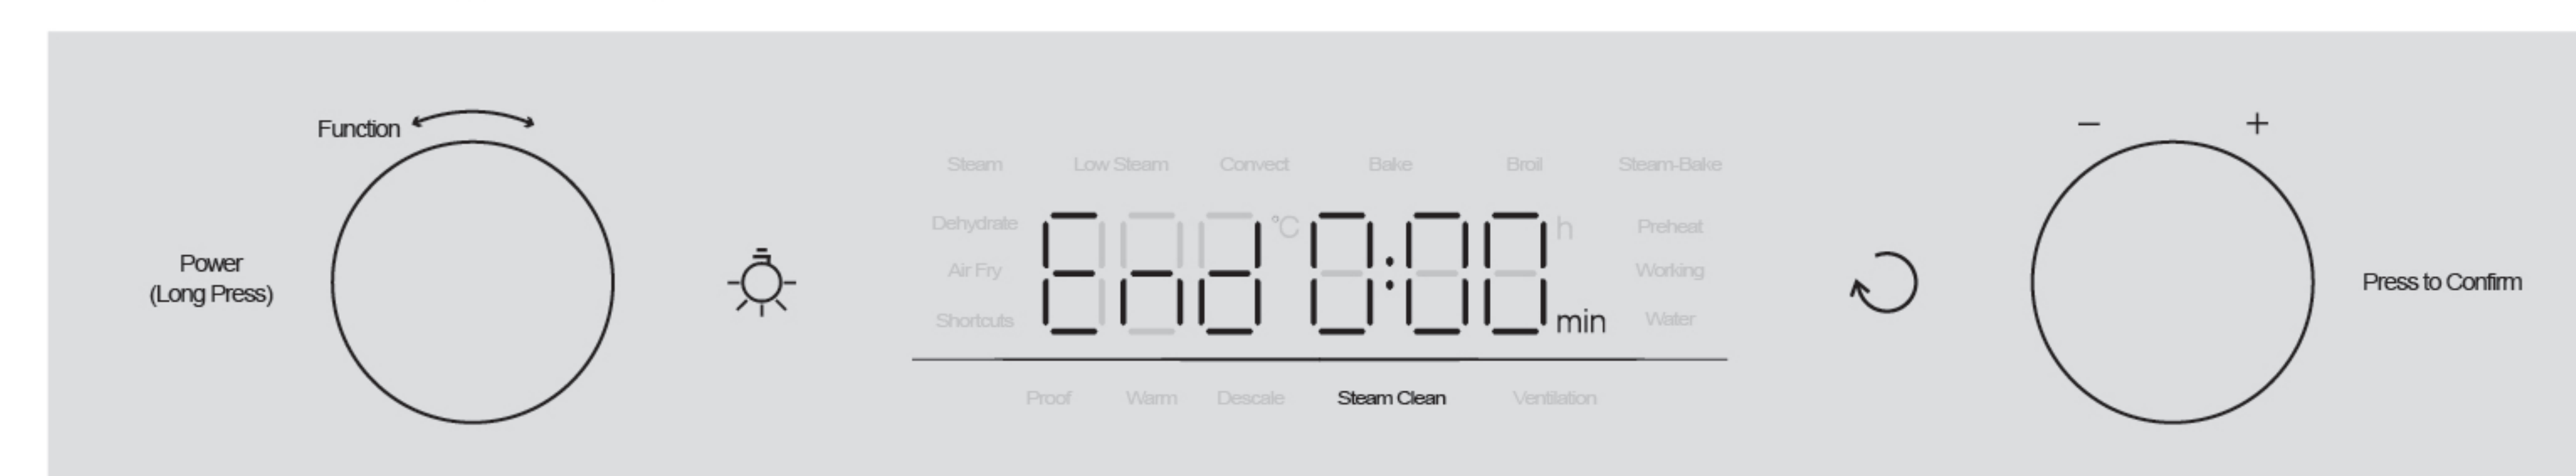 Function
Power
(Long Press)
Steam Low Steam Convect Bake Broil Steam-Bake
Dehydrate °C h Preheat
Air Fry End 0:00 Working
Shortcuts min Water
Proof Warm Descale Steam Clean Ventilation
− +
Press to Confirm